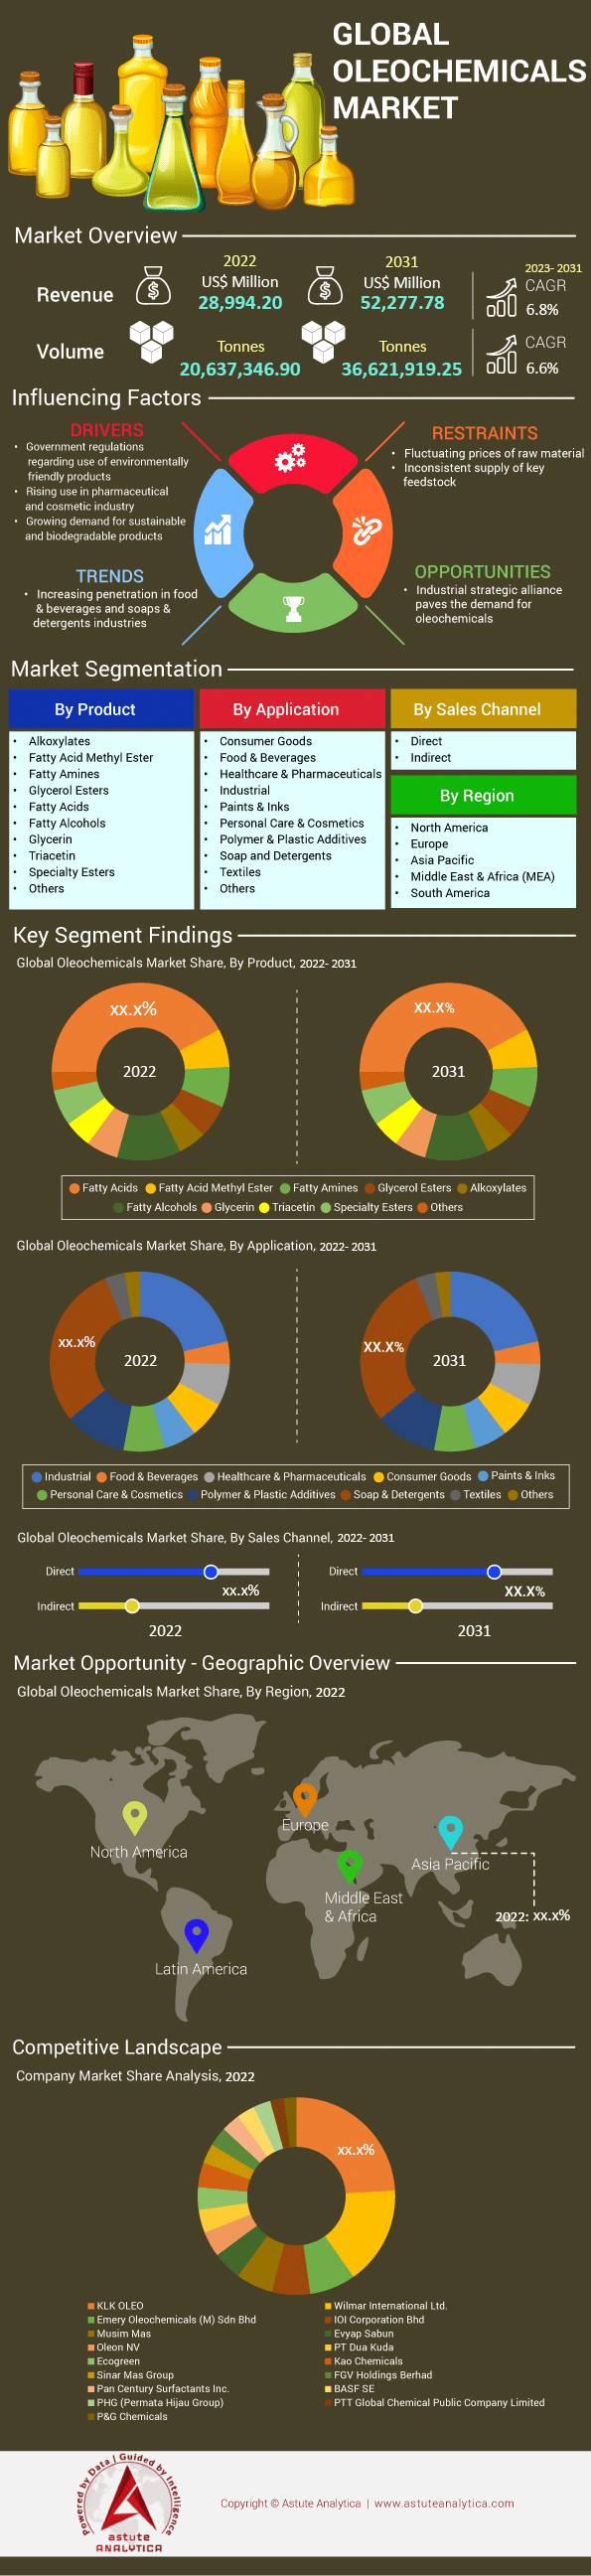 GLOBAL
OLEOCHEMICALS
MARKET
Market Overview
2022
US$ Million
28,994.20
2031
US$ Million
52,277.78
2023- 2031
CAGR
6.8%
Revenue
Volume
Tonnes
20,637,346.90
Tonnes
36,621,919.25
CAGR
6.6%
Influencing Factors
DRIVERS
• Government regulations
regarding use of environmentally
friendly products
• Rising use in pharmaceutical
and cosmetic industry
• Growing demand for sustainable
and biodegradable products
RESTRAINTS
• Fluctuating prices of raw material
• Inconsistent supply of key
feedstock
TRENDS
• Increasing penetration in food
& beverages and soaps &
detergents industries
OPPORTUNITIES
• Industrial strategic alliance
paves the demand for
oleochemicals
Market Segmentation
By Product
• Alkoxylates
• Fatty Acid Methyl Ester
• Fatty Amines
• Glycerol Esters
• Fatty Acids
• Fatty Alcohols
• Glycerin
• Triacetin
• Specialty Esters
• Others
By Application
• Consumer Goods
• Food & Beverages
• Healthcare & Pharmaceuticals
• Industrial
• Paints & Inks
• Personal Care & Cosmetics
• Polymer & Plastic Additives
• Soap and Detergents
• Textiles
• Others
By Sales Channel
• Direct
• Indirect
By Region
• North America
• Europe
• Asia Pacific
• Middle East & Africa (MEA)
• South America
Key Segment Findings
Global Oleochemicals Market Share, By Product, 2022- 2031
xx.x%
2022
XX.X%
2031
Fatty Acids Fatty Acid Methyl Ester Fatty Amines Glycerol Esters Alkoxylates
Fatty Alcohols Glycerin Triacetin Specialty Esters Others
Global Oleochemicals Market Share, By Application, 2022- 2031
xx.x%
2022
XX.X%
2031
Industrial Food & Beverages Healthcare & Pharmaceuticals Consumer Goods Paints & Inks
Personal Care & Cosmetics Polymer & Plastic Additives Soap & Detergents Textiles Others
Global Oleochemicals Market Share, By Sales Channel, 2022- 2031
Direct
xx.x%
Indirect
2022
Direct
XX.X%
Indirect
2031
Market Opportunity - Geographic Overview
Global Oleochemicals Market Share, By Region, 2022
North America
Europe
Asia Pacific
Middle East
& Africa
2022: xx.x%
Latin America
Competitive Landscape
Company Market Share Analysis, 2022
xx.x%
KLK OLEO
Wilmar International Ltd.
Emery Oleochemicals (M) Sdn Bhd
IOI Corporation Bhd
Musim Mas
Evyap Sabun
Oleon NV
PT Dua Kuda
Ecogreen
Kao Chemicals
Sinar Mas Group
FGV Holdings Berhad
Pan Century Surfactants Inc.
BASF SE
PHG (Permata Hijau Group)
PTT Global Chemical Public Company Limited
P&G Chemicals
Powered by Data | Guided by Intelligence
astute
ANALYTICA
Copyright © Astute Analytica | www.astuteanalytica.com